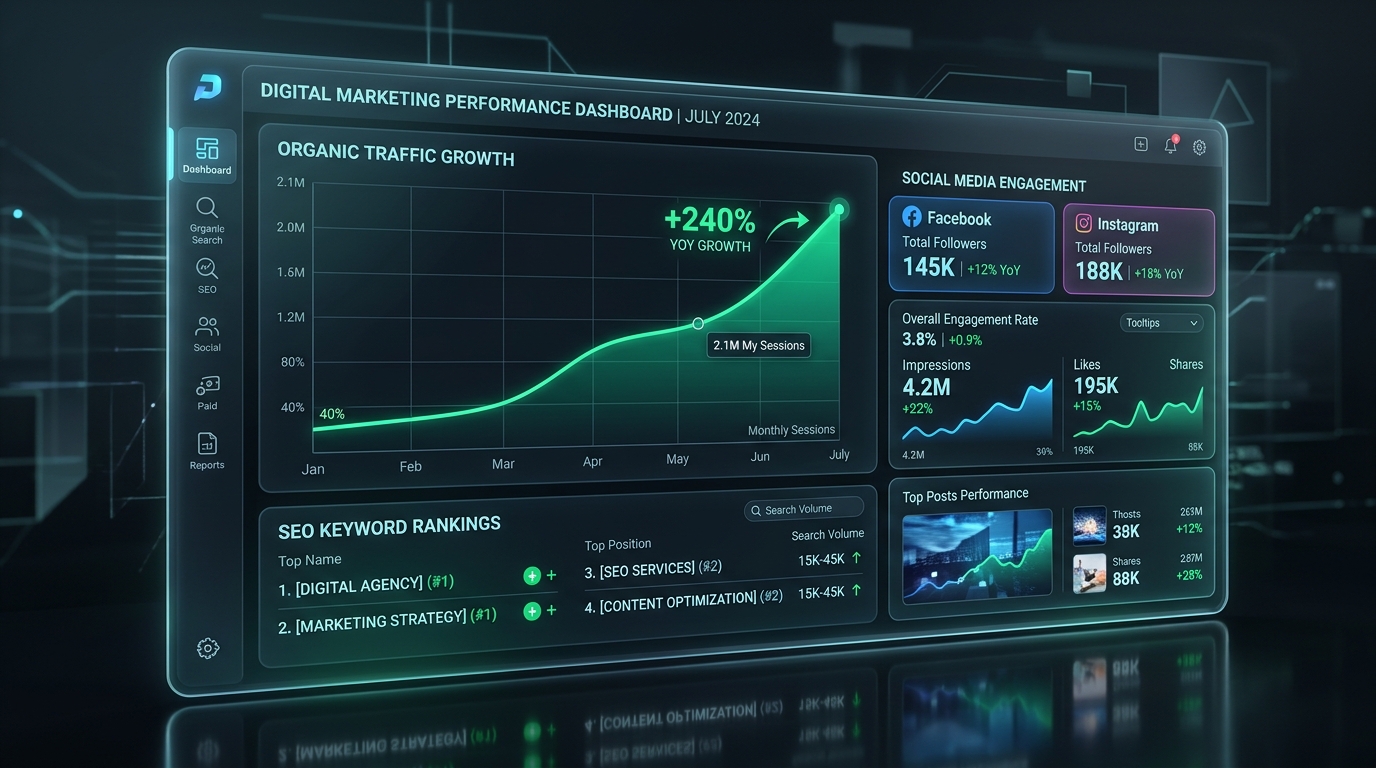 DIGITAL MARKETING PERFORMANCE DASHBOARD | JULY 2024
Dashboard
Organie
Search
SEO
Social
Paid
Reports
ORGANIC TRAFFIC GROWTH
2.1M
2.0M
1.6M
1.2M
80%
40%
40%
+240%
YOY GROWTH
2.1M My Sessions
Monthly Sessions
Jan Feb Mar Apr May Jun July
SEO KEYWORD RANKINGS
Search Volume
Top Name
1. [DIGITAL AGENCY] (#1)
2. [MARKETING STRATEGY] (#1)
Top Position
Search Volume
3. [SEO SERVICES] (#2) 15K-45K ↑
4. [CONTENT OPTIMIZATION] (#2) 15K-45K ↑
SOCIAL MEDIA ENGAGEMENT
Facebook
Total Followers
145K | +12% YoY
Instagram
Total Followers
188K | +18% YoY
Overall Engagement Rate
3.8% | +0.9%
Tooltips
Impressions
4.2M
+22%
4.2M 30%
Likes Shares
195K
+15%
195K 88K
Top Posts Performance
Thosts 263M
38K +12%
Shares 287M
88K +28%